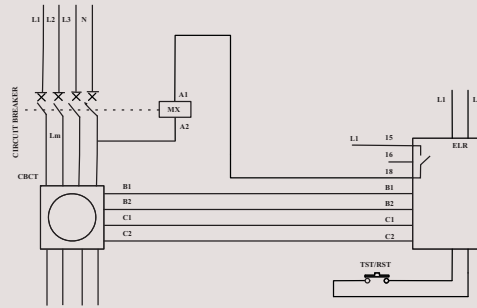 L1 L2 L3 N
CIRCUIT BREAKER
A1
MX
A2
Lm
L1
L1 15
ELR
16
18
CBCT
B1 B1
B2 B2
C1 C1
C2 C2
TST/RST